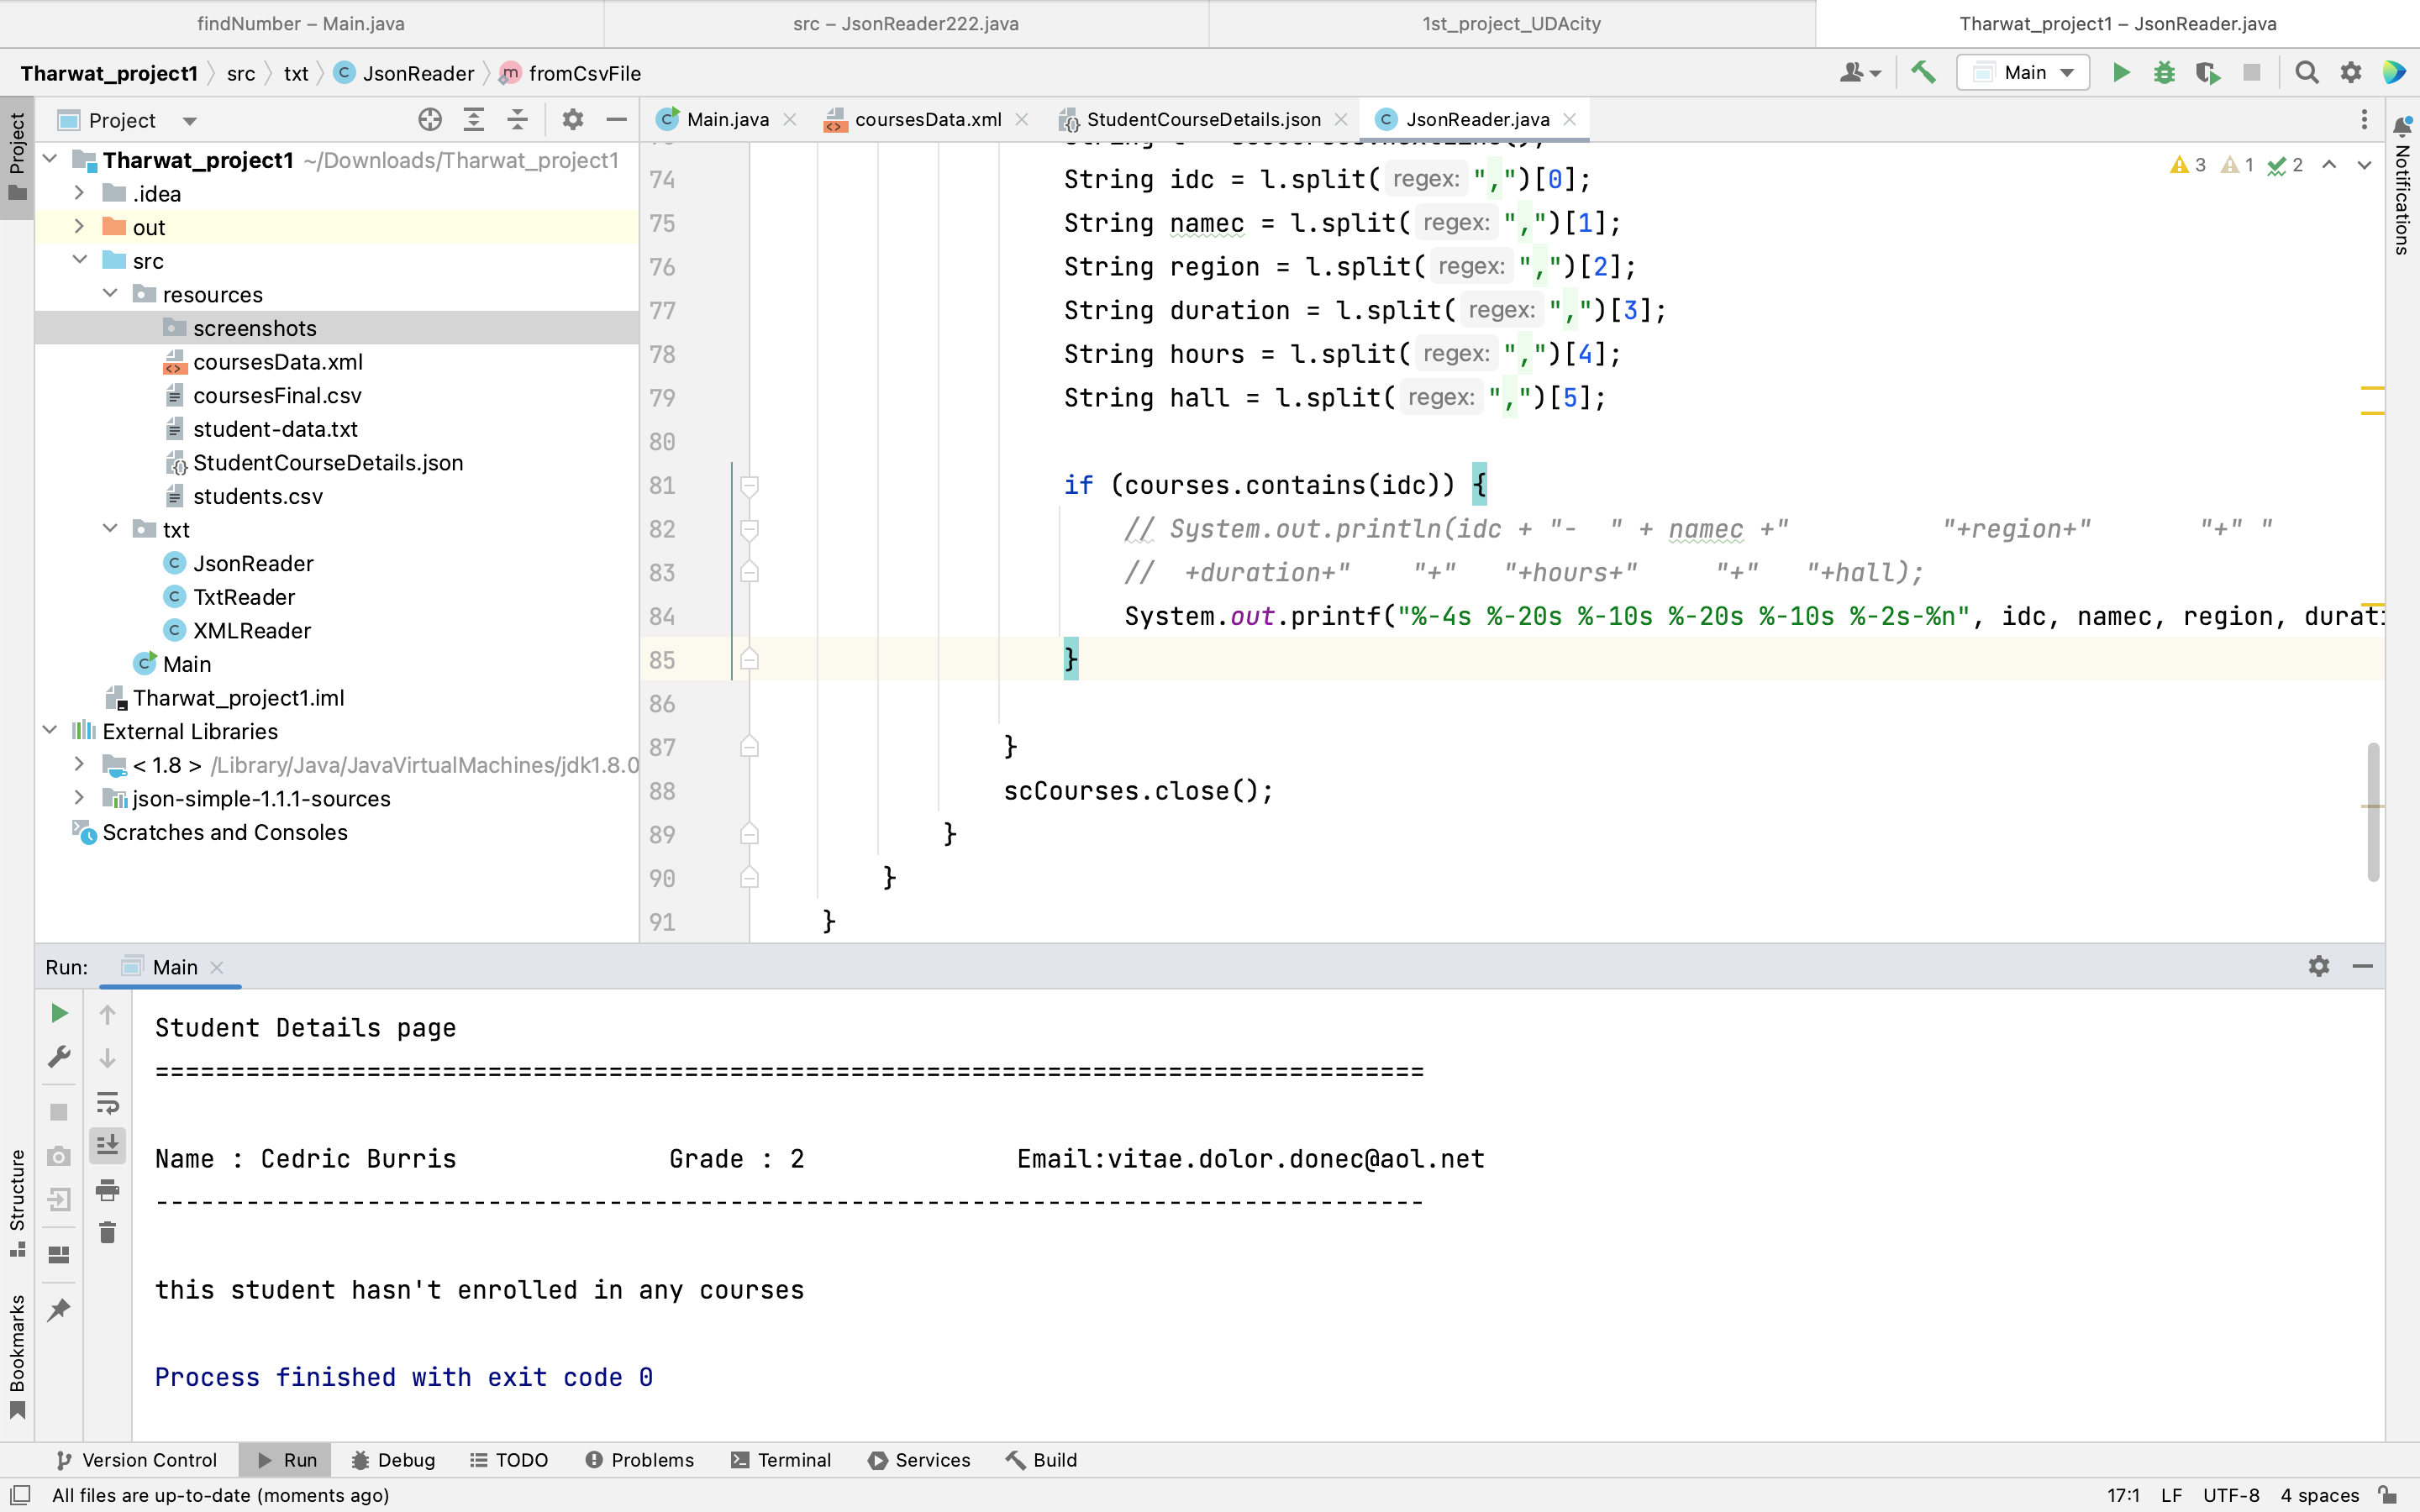 findNumber – Main.java
src – JsonReader222.java
1st_project_UDAcity
Tharwat_project1 – JsonReader.java
Tharwat_project1
src
txt
C JsonReader
m fromCsvFile
Main
Project
Main.java
coursesData.xml
StudentCourseDetails.json
JsonReader.java
Project
Notifications
Tharwat_project1 ~/Downloads/Tharwat_project1
.idea
out
src
resources
screenshots
coursesData.xml
coursesFinal.csv
student-data.txt
StudentCourseDetails.json
students.csv
txt
C JsonReader
C TxtReader
C XMLReader
C Main
Tharwat_project1.iml
External Libraries
< 1.8 > /Library/Java/JavaVirtualMachines/jdk1.8.0
json-simple-1.1.1-sources
Scratches and Consoles
3 1 2
74 String idc = l.split( regex: ",")[0];
75 String namec = l.split( regex: ",")[1];
76 String region = l.split( regex: ",")[2];
77 String duration = l.split( regex: ",")[3];
78 String hours = l.split( regex: ",")[4];
79 String hall = l.split( regex: ",")[5];
80
81 if (courses.contains(idc)) {
82 // System.out.println(idc + "-  " + namec +"          "+region+"       "+" "
83 //  +duration+"    "+"   "+hours+"     "+"   "+hall);
84 System.out.printf("%-4s %-20s %-10s %-20s %-10s %-2s-%n", idc, namec, region, durati
85 }
86
87 }
88 scCourses.close();
89 }
90 }
91 }
Run: Main
Student Details page
====================================================================================
Name : Cedric Burris              Grade : 2              Email:vitae.dolor.donec@aol.net
------------------------------------------------------------------------------------
this student hasn't enrolled in any courses
Process finished with exit code 0
Structure
Bookmarks
Version Control
Run
Debug
TODO
Problems
Terminal
Services
Build
All files are up-to-date (moments ago)
17:1 LF UTF-8 4 spaces